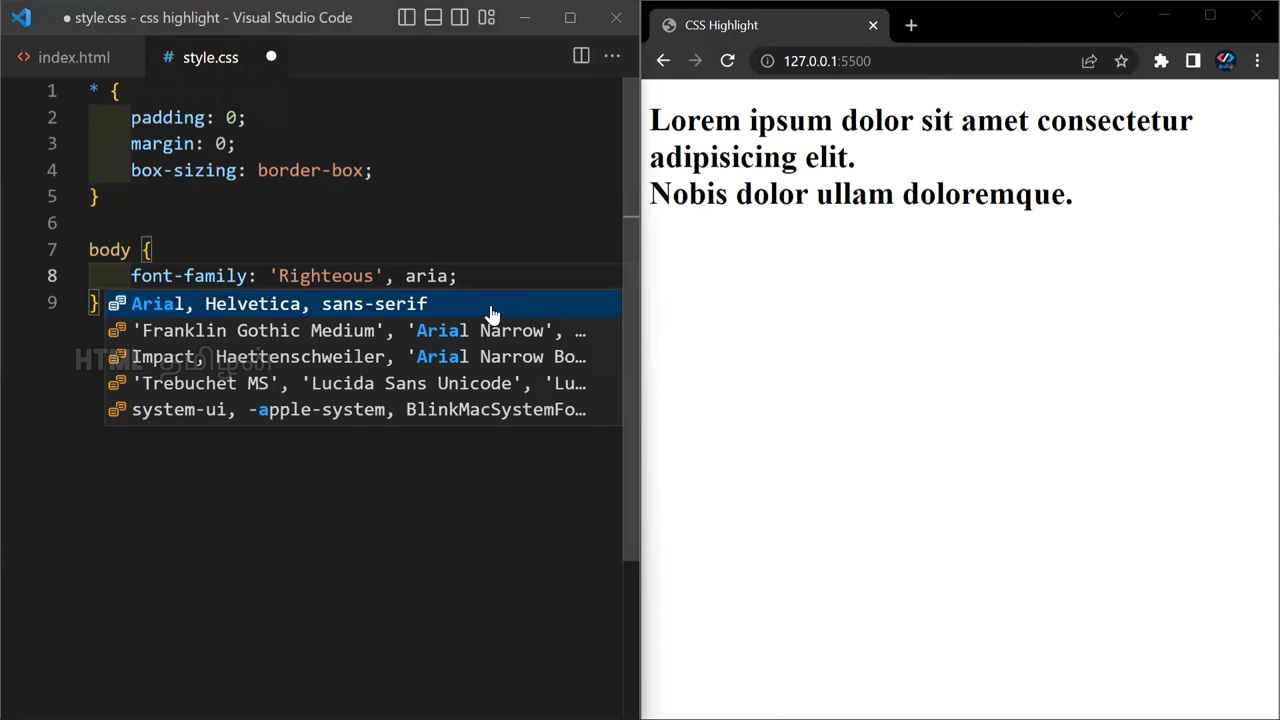 ● style.css - css highlight - Visual Studio Code
index.html
# style.css ●
1 * {
2 padding: 0;
3 margin: 0;
4 box-sizing: border-box;
5 }
6
7 body {
8 font-family: 'Righteous', aria;
9 }
Arial, Helvetica, sans-serif
'Franklin Gothic Medium', 'Arial Narrow', …
Impact, Haettenschweiler, 'Arial Narrow Bo…
'Trebuchet MS', 'Lucida Sans Unicode', 'Lu…
system-ui, -apple-system, BlinkMacSystemFo…
HTML
CSS Highlight
127.0.0.1:5500
Lorem ipsum dolor sit amet consectetur
adipisicing elit.
Nobis dolor ullam doloremque.